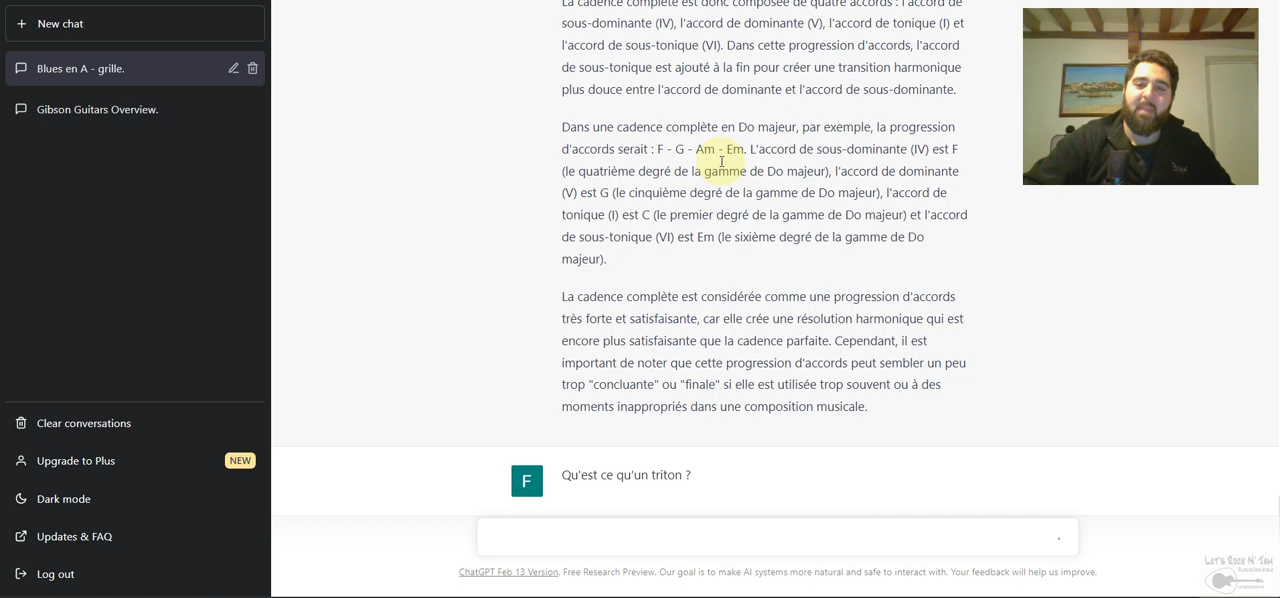 New chat
Blues en A - grille.
Gibson Guitars Overview.
Clear conversations
Upgrade to Plus
NEW
Dark mode
Updates & FAQ
Log out
La cadence complète est donc composée de quatre accords : l'accord de
sous-dominante (IV), l'accord de dominante (V), l'accord de tonique (I) et
l'accord de sous-tonique (VI). Dans cette progression d'accords, l'accord
de sous-tonique est ajouté à la fin pour créer une transition harmonique
plus douce entre l'accord de dominante et l'accord de sous-dominante.
Dans une cadence complète en Do majeur, par exemple, la progression
d'accords serait : F - G - Am - Em. L'accord de sous-dominante (IV) est F
(le quatrième degré de la gamme de Do majeur), l'accord de dominante
(V) est G (le cinquième degré de la gamme de Do majeur), l'accord de
tonique (I) est C (le premier degré de la gamme de Do majeur) et l'accord
de sous-tonique (VI) est Em (le sixième degré de la gamme de Do
majeur).
La cadence complète est considérée comme une progression d'accords
très forte et satisfaisante, car elle crée une résolution harmonique qui est
encore plus satisfaisante que la cadence parfaite. Cependant, il est
important de noter que cette progression d'accords peut sembler un peu
trop "concluante" ou "finale" si elle est utilisée trop souvent ou à des
moments inappropriés dans une composition musicale.
F
Qu'est ce qu'un triton ?
ChatGPT Feb 13 Version. Free Research Preview. Our goal is to make AI systems more natural and safe to interact with. Your feedback will help us improve.
LET'S ROCK N' JAM